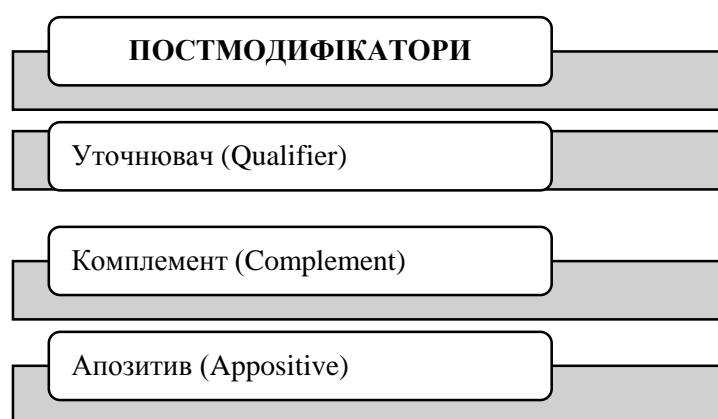 ПОСТМОДИФІКАТОРИ
Уточнювач (Qualifier)
Комплемент (Complement)
Апозитив (Appositive)